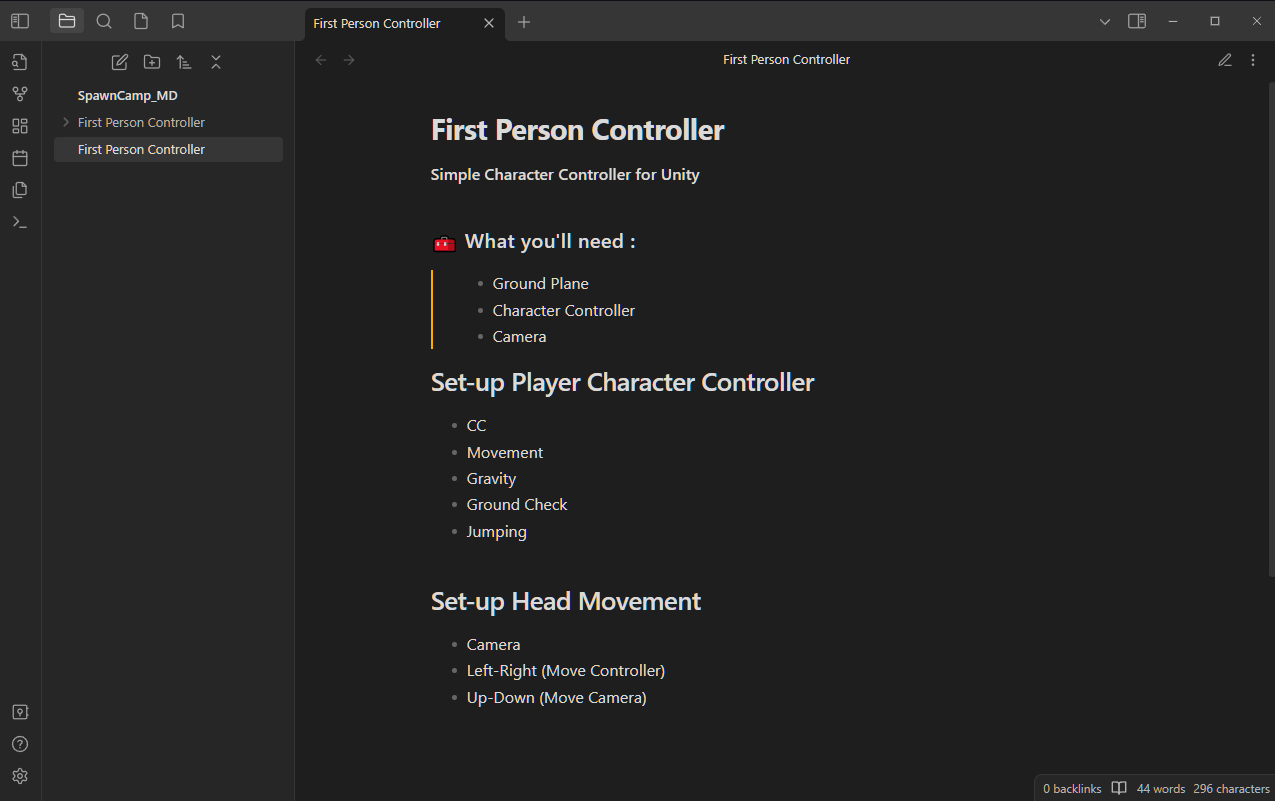 First Person Controller
SpawnCamp_MD
First Person Controller
First Person Controller
First Person Controller
First Person Controller
Simple Character Controller for Unity
🧰 What you'll need :
Ground Plane
Character Controller
Camera
Set-up Player Character Controller
CC
Movement
Gravity
Ground Check
Jumping
Set-up Head Movement
Camera
Left-Right (Move Controller)
Up-Down (Move Camera)
0 backlinks 44 words 296 characters